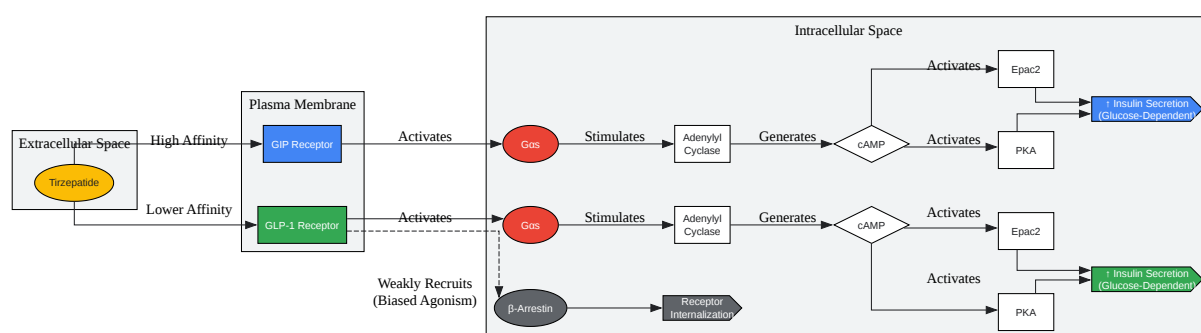 Intracellular Space
Activates
Epac2
Plasma Membrane
↑ Insulin Secretion
(Glucose-Dependent)
Extracellular Space
High Affinity
GIP Receptor
Activates
Gαs
Stimulates
Adenylyl
Cyclase
Generates
cAMP
Activates
PKA
Tirzepatide
Lower Affinity
GLP-1 Receptor
Activates
Gαs
Stimulates
Adenylyl
Cyclase
Generates
cAMP
Activates
Epac2
↑ Insulin Secretion
(Glucose-Dependent)
Activates
PKA
Weakly Recruits
(Biased Agonism)
β-Arrestin
Receptor
Internalization